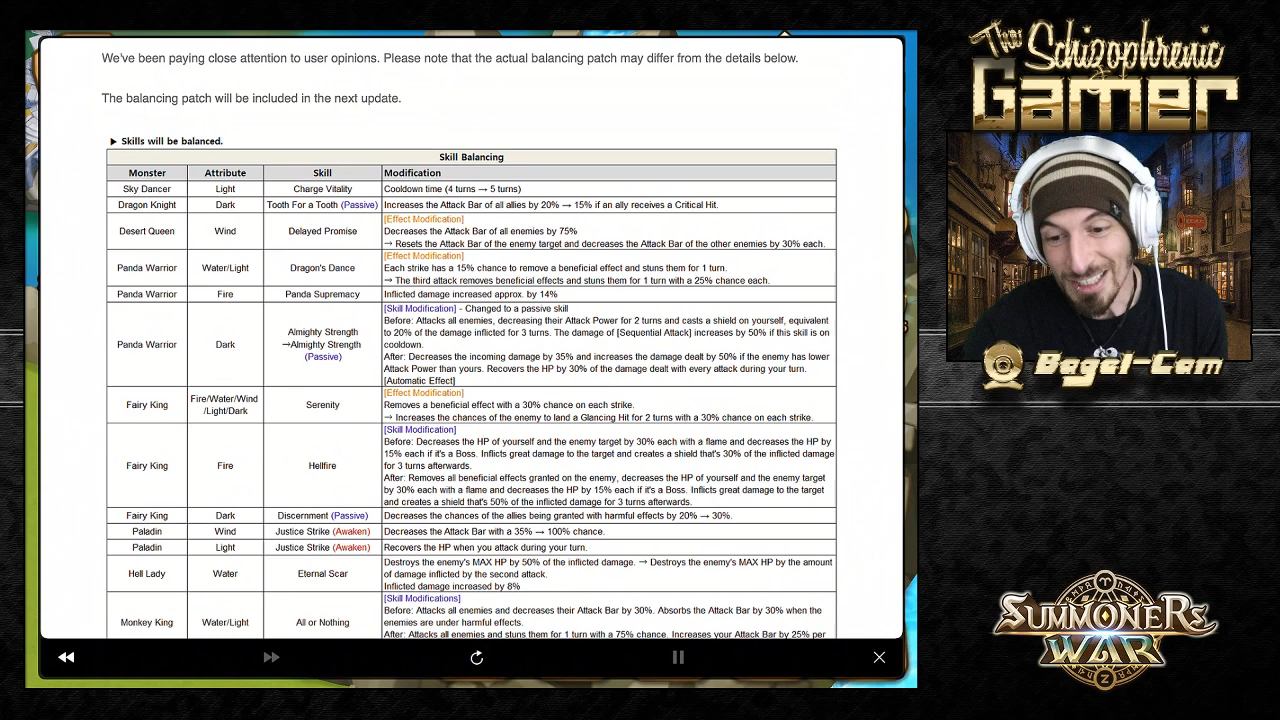 We've been paying close attention to user opinions. Please note that the actual balancing patch may differ from the details below.
The balancing patch will be included in the next update.
► Skills will be balanced.
Skill Balancing
Monster Attribute Skill Modification
Sky Dancer Light Charge Vitality Cooldown time (4 turns → 5 turns)
Dragon Knight Dark Tooth For a Tooth (Passive) Increases the Attack Bar of all allies by 20% → 15% if an ally receives a Critical Hit.
Desert Queen Wind Delayed Promise [Effect Modification]
Decreases the Attack Bar of all enemies by 75%
→ Resets the Attack Bar of the enemy target and decreases the Attack Bar of the other enemies by 30% each.
Panda Warrior Water/Light Dragon's Dance [Effect Modification]
Each strike has a 15% chance to remove a beneficial effect and stuns them for 1 turn.
→ The third attack removes beneficial effects and stuns them for 1 turn with a 25% chance each.
Panda Warrior Fire Panda Supremacy Inflicted damage increased approx. by 14%
Panda Warrior Dark Almighty Strength
→Almighty Strength
(Passive)
[Skill Modification] - Changed to a passive skill
Before: Attacks all enemies, decreasing their Attack Power for 2 turns and casts a shield on yourself, equivalent
to 20% of the damage inflicted for 3 turns. The damage of [Sequential Attack] increases by 50% if this skill is on
cooldown.
After: Decreases the incoming damage by 35% and increases the damage dealt by 50% if the enemy has lower
Attack Power than yours. Recovers the HP by 30% of the damage dealt with every attack during your turn.
[Automatic Effect]
Fairy King Fire/Water/Wind
/Light/Dark
Serenity [Effect Modification]
Removes a beneficial effect with a 30% chance on each strike.
→ Increases the chances of the enemy to land a Glancing Hit for 2 turns with a 30% chance on each strike.
Fairy King Fire Hellfire [Skill Modification]
Before: Decreases the HP of yourself and the enemy target by 30% each with a flame and decreases the HP by
15% each if it's a Boss. Inflicts great damage to the target and creates a shield that's 30% of the inflicted damage
for 3 turns afterwards.
After: Removes all beneficial effects granted on the enemy, decreases the HP of yourself and the enemy target
by 30% each with a flame and decreases the HP by 15% each if it's a Boss. Inflicts great damage to the target
and creates a shield that's 50% of the inflicted damage for 3 turns afterwards.
Fairy King Dark Discernment (Passive) Decreases the chances of the allies being granted with harmful effects by 20% → 30%.
Paladin Wind Justice Strike (Awaken) Decreases the Attack Bar with a 35% → 100% chance.
Paladin Light Justice Strike (Awaken) Recovers the HP when you attack during your turn.
Hell Lady Water Eternal Scar Destroys the enemy's MAX HP by 50% of the inflicted damage. → Destroys the enemy's MAX HP by the amount
of damage inflicted by the second attack.
Inflicted damage increased by 8%
Monkey King Water/Light All or Nothing [Skill Modifications]
Before: Attacks all enemies and decreases their Attack Bar by 30%. Absorbs the Attack Bar by 30% when the
enemies are under harmful effects.
After: Attacks all enemies and stuns them for 1 turn with a 75% chance. Increases your Attack Bar by 25% per
The Schizophrenic
Gamer
Bagel-Cam
SUMMONERS
WAR